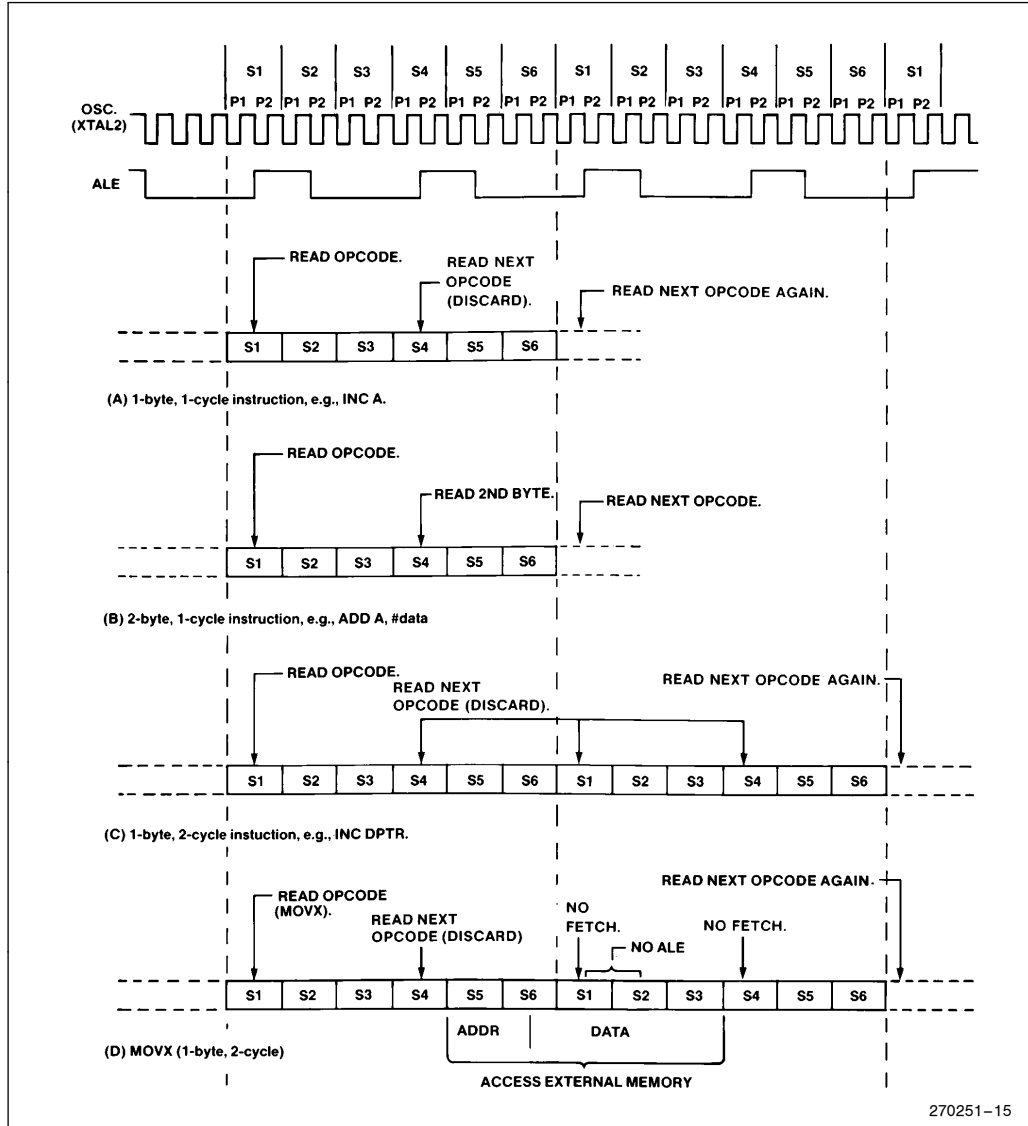 S1 S2 S3 S4 S5 S6 S1 S2 S3 S4 S5 S6 S1
P1 P2 P1 P2 P1 P2 P1 P2 P1 P2 P1 P2 P1 P2 P1 P2 P1 P2 P1 P2 P1 P2 P1 P2 P1 P2
OSC.
(XTAL2)
ALE
READ OPCODE.
READ NEXT
OPCODE
(DISCARD).
READ NEXT OPCODE AGAIN.
S1 S2 S3 S4 S5 S6
(A) 1-byte, 1-cycle instruction, e.g., INC A.
READ OPCODE.
READ 2ND BYTE.
READ NEXT OPCODE.
S1 S2 S3 S4 S5 S6
(B) 2-byte, 1-cycle instruction, e.g., ADD A, #data
READ OPCODE.
READ NEXT
OPCODE (DISCARD).
READ NEXT OPCODE AGAIN.
S1 S2 S3 S4 S5 S6 S1 S2 S3 S4 S5 S6
(C) 1-byte, 2-cycle instuction, e.g., INC DPTR.
READ OPCODE
(MOVX).
READ NEXT
OPCODE (DISCARD)
NO
FETCH.
NO ALE
NO FETCH.
READ NEXT OPCODE AGAIN.
S1 S2 S3 S4 S5 S6 S1 S2 S3 S4 S5 S6
ADDR DATA
(D) MOVX (1-byte, 2-cycle)
ACCESS EXTERNAL MEMORY
270251–15